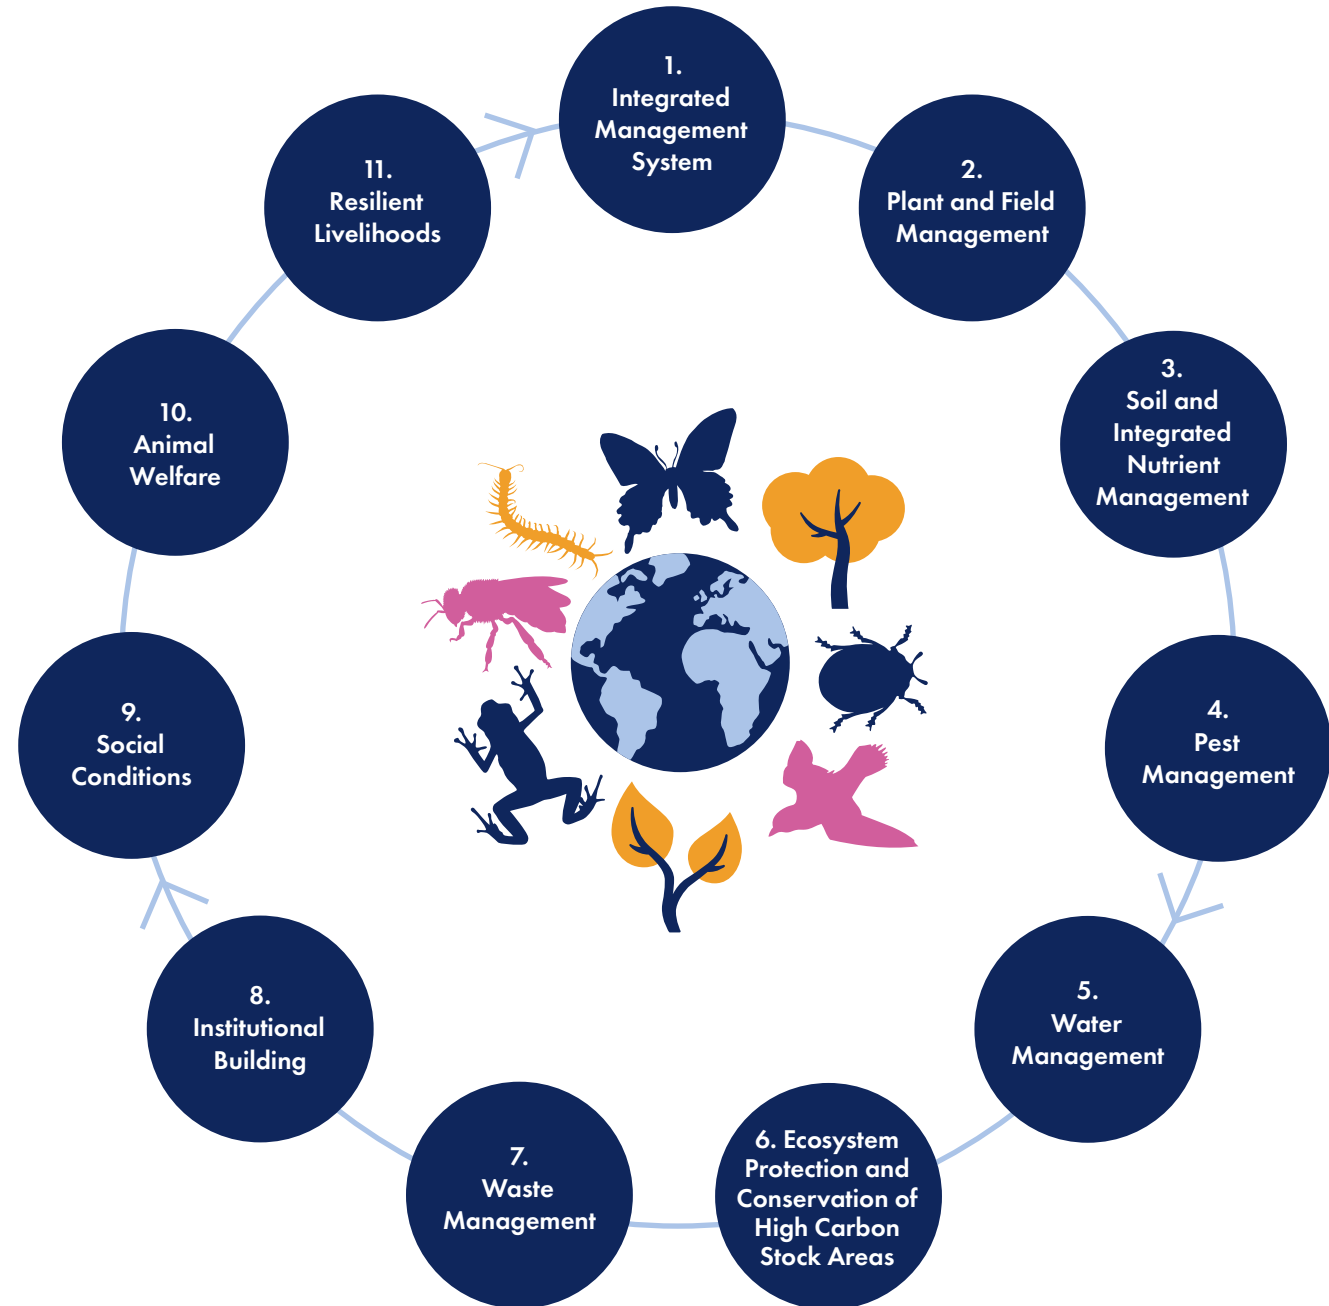 1.
Integrated
Management
System
2.
Plant and Field
Management
3.
Soil and
Integrated
Nutrient
Management
4.
Pest
Management
5.
Water
Management
6. Ecosystem
Protection and
Conservation of
High Carbon
Stock Areas
7.
Waste
Management
8.
Institutional
Building
9.
Social
Conditions
10.
Animal
Welfare
11.
Resilient
Livelihoods